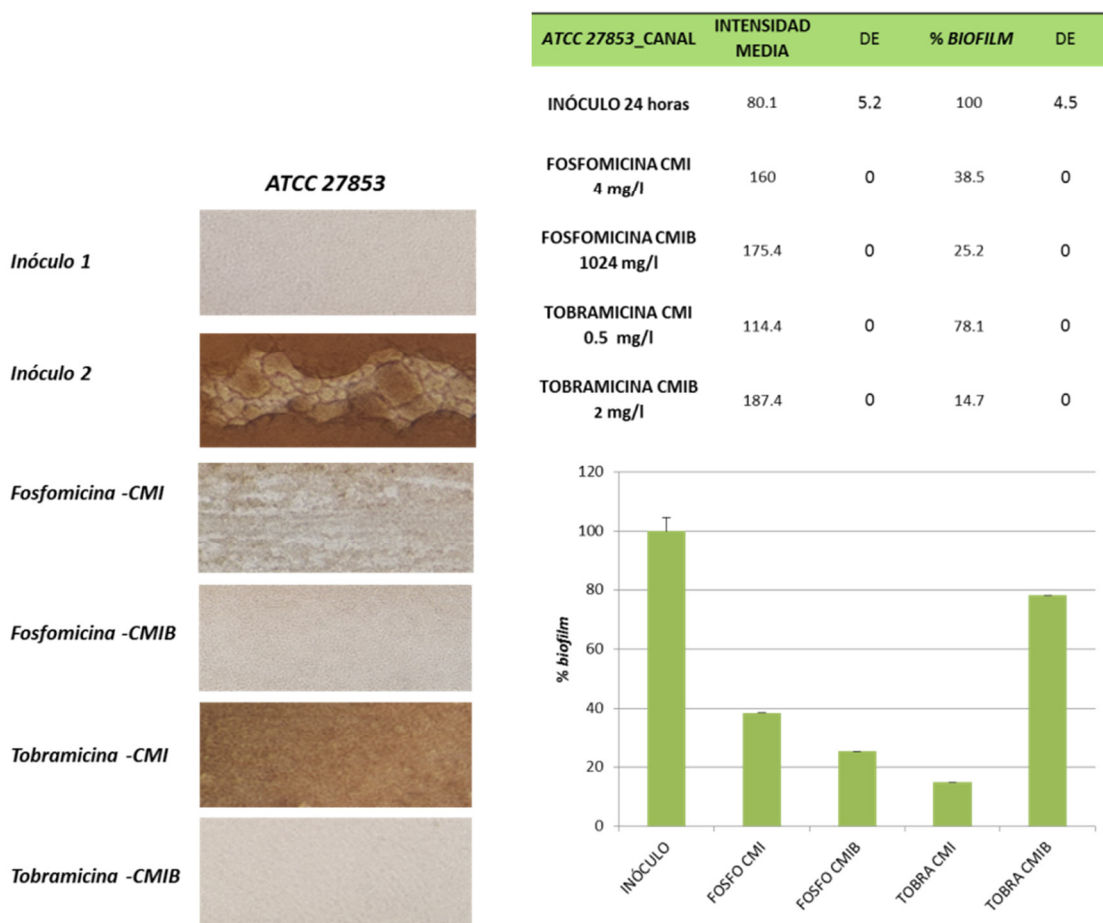 ATCC 27853_CANAL INTENSIDAD MEDIA DE % BIOFILM DE
INÓCULO 24 horas 80.1 5.2 100 4.5
FOSFOMICINA CMI 4 mg/l 160 0 38.5 0
FOSFOMICINA CMIB 1024 mg/l 175.4 0 25.2 0
TOBRAMICINA CMI 0.5 mg/l 114.4 0 78.1 0
TOBRAMICINA CMIB 2 mg/l 187.4 0 14.7 0
ATCC 27853
Inóculo 1
Inóculo 2
Fosfomicina -CMI
Fosfomicina -CMIB
Tobramicina -CMI
Tobramicina -CMIB
% biofilm
120
100
80
60
40
20
0
INÓCULO
FOSFO CMI
FOSFO CMIB
TOBRA CMI
TOBRA CMIB